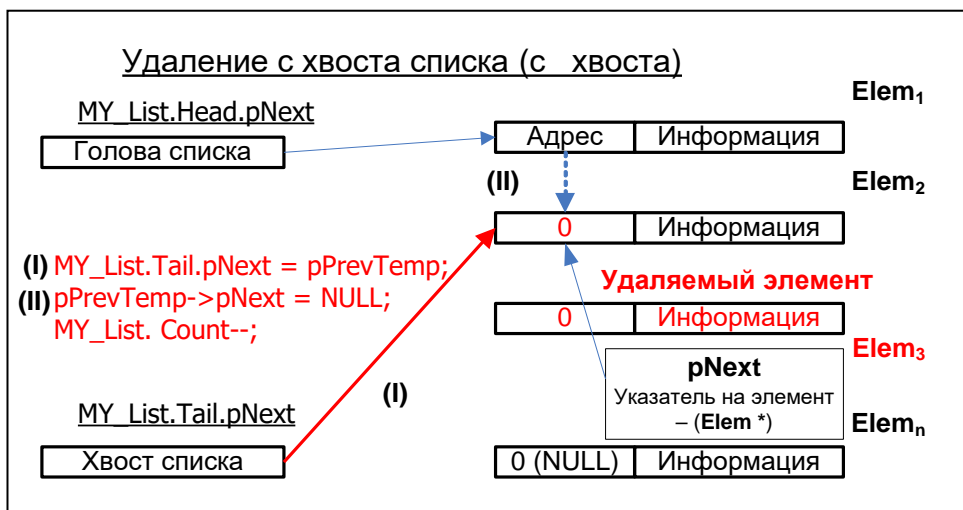 Удаление с хвоста списка (с хвоста)
Elem1
MY_List.Head.pNext
Голова списка
Адрес
Информация
(II)
Elem2
0
Информация
(I) MY_List.Tail.pNext = pPrevTemp;
(II) pPrevTemp->pNext = NULL;
MY_List. Count--;
Удаляемый элемент
0
Информация
Elem3
pNext
Указатель на элемент
– (Elem *)
(I)
MY_List.Tail.pNext
Elemn
Хвост списка
0 (NULL)
Информация